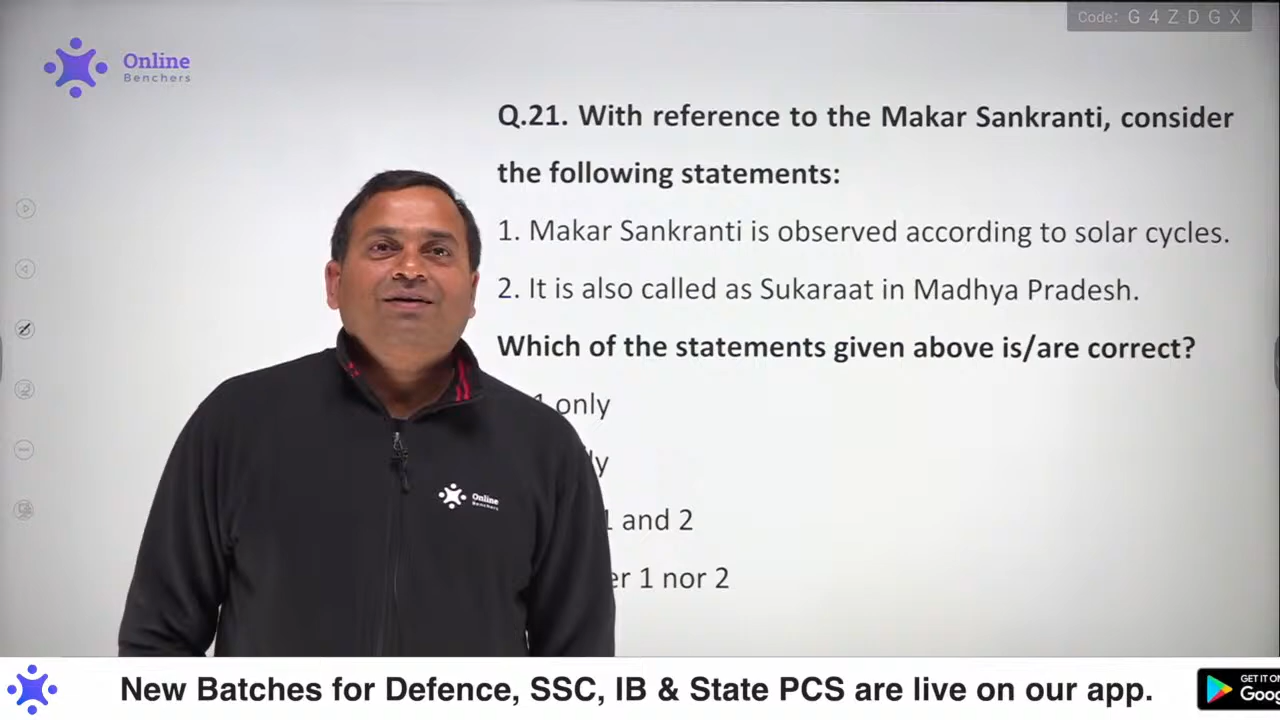 Code: G 4 Z D G X
Online
Benchers
Q.21. With reference to the Makar Sankranti, consider
the following statements:
1. Makar Sankranti is observed according to solar cycles.
2. It is also called as Sukaraat in Madhya Pradesh.
Which of the statements given above is/are correct?
1 only
1 and 2
1 nor 2
Online
Benchers
New Batches for Defence, SSC, IB & State PCS are live on our app.
GET IT ON